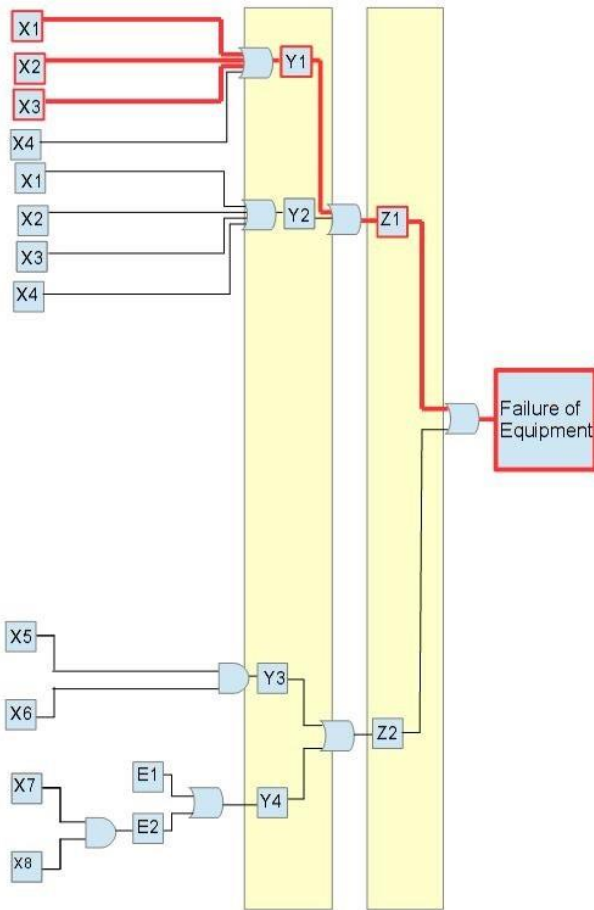 X1
X2
Y1
X3
X4
X1
X2
Y2
Z1
X3
X4
Failure of
Equipment
X5
Y3
X6
Z2
E1
X7
Y4
E2
X8